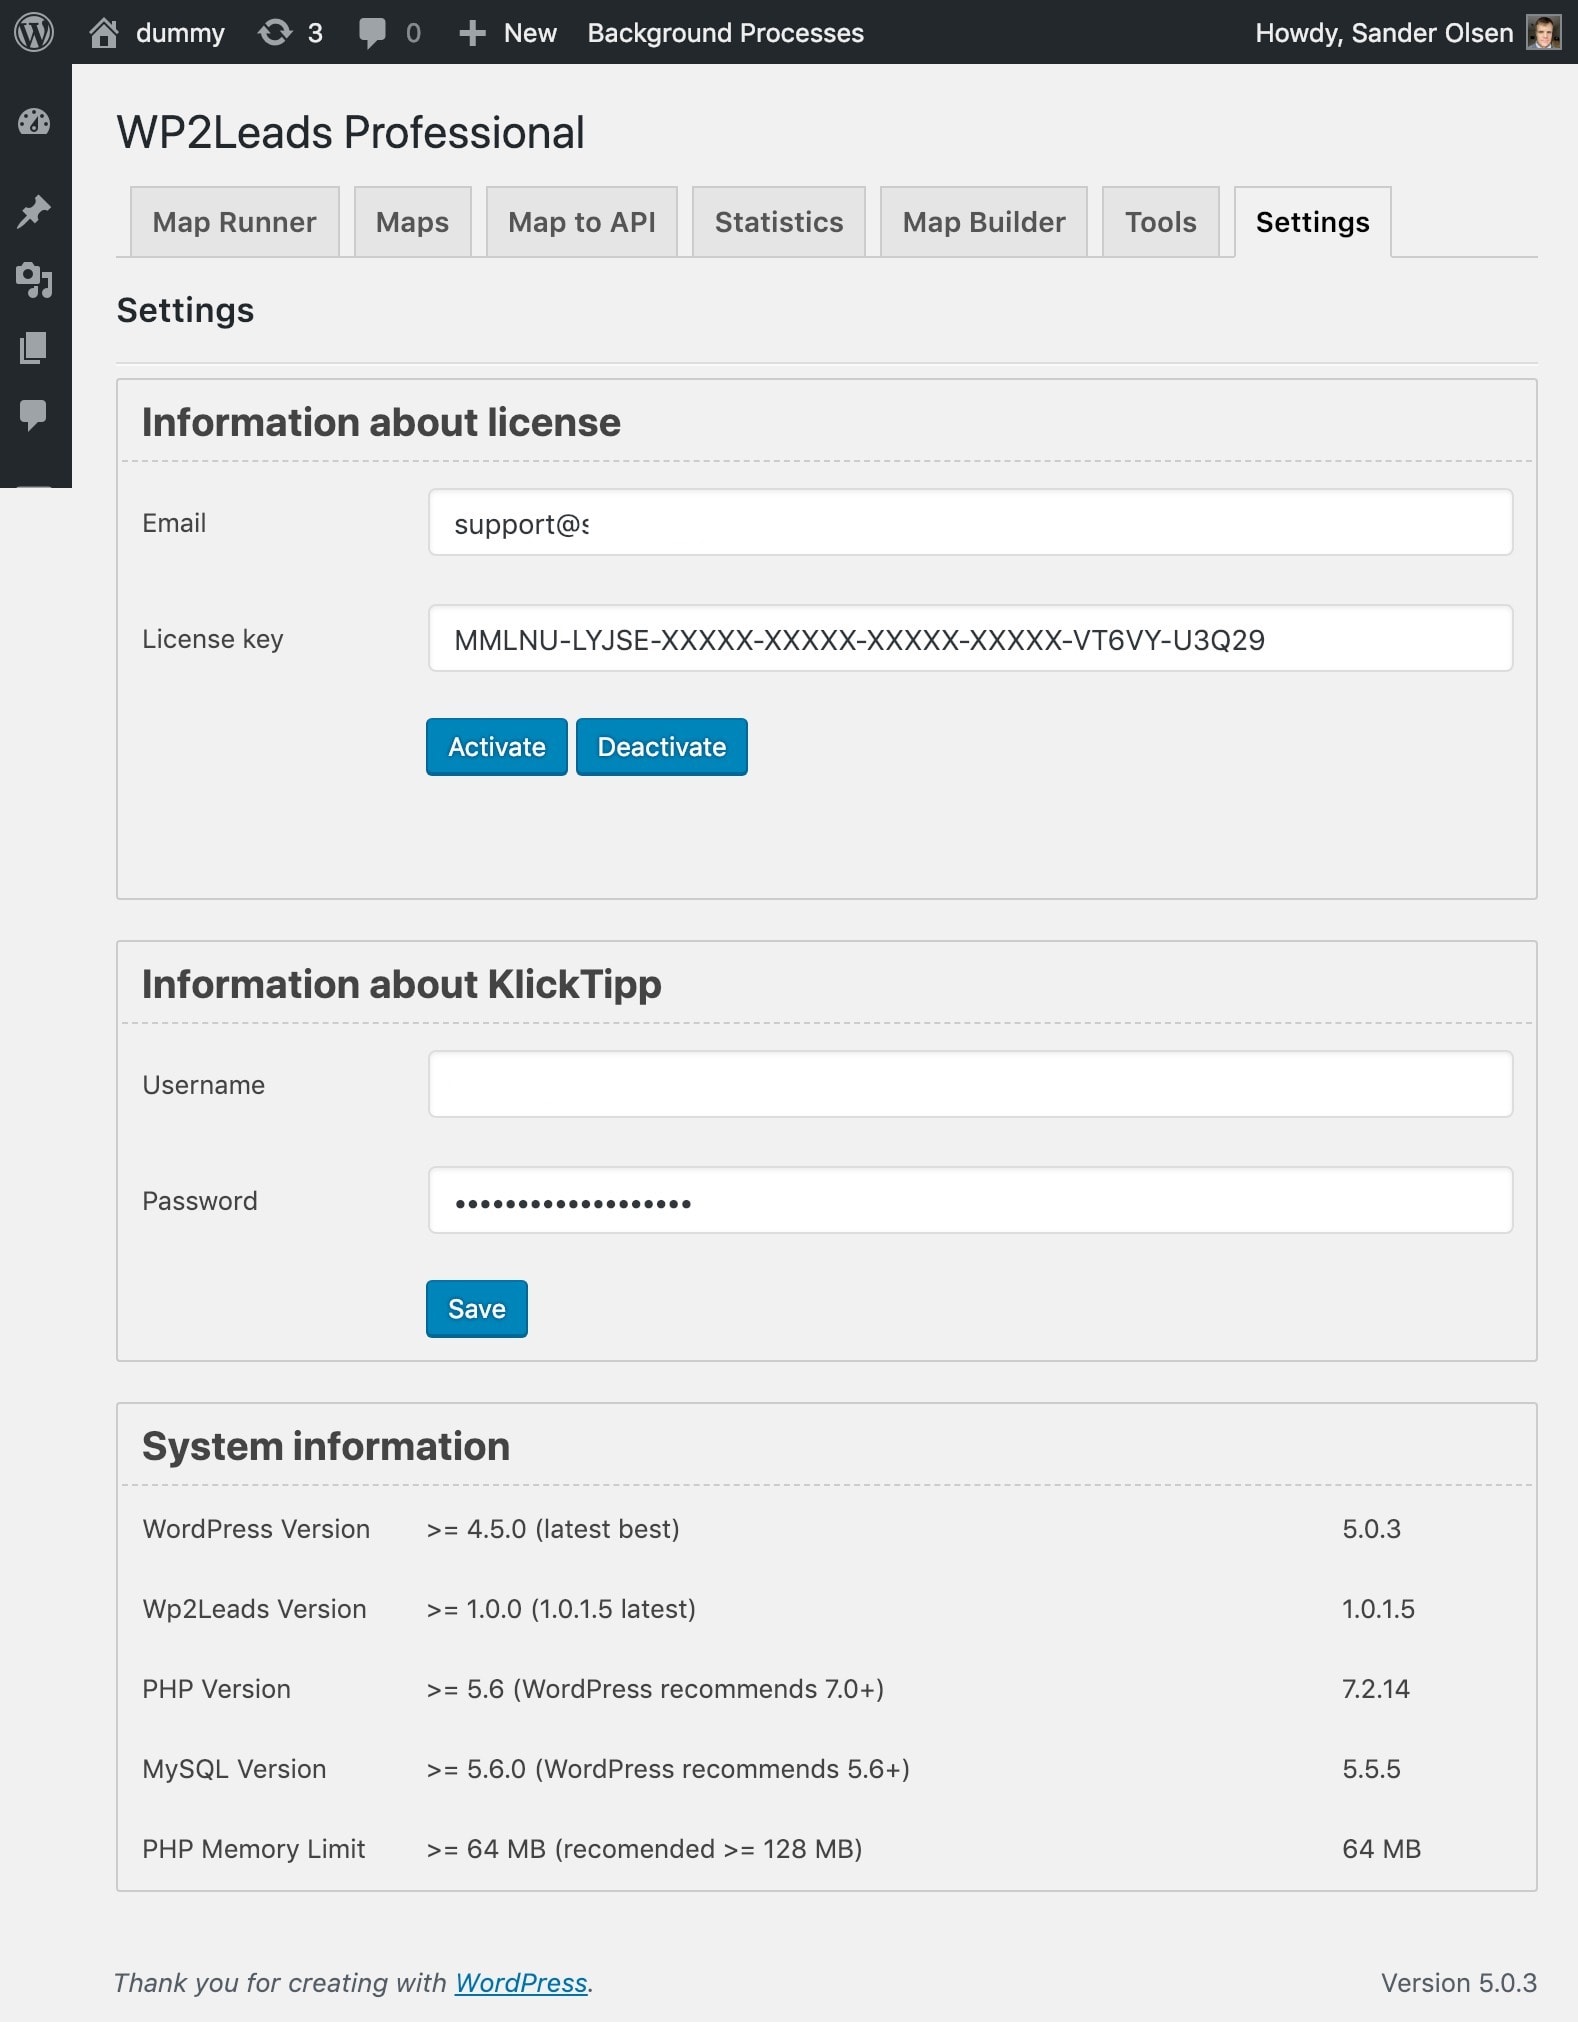 dummy 3 0 New Background Processes Howdy, Sander Olsen
WP2Leads Professional
Map Runner Maps Map to API Statistics Map Builder Tools Settings
Settings
Information about license
Email support@s
License key MMLNU-LYJSE-XXXXX-XXXXX-XXXXX-XXXXX-VT6VY-U3Q29
Activate Deactivate
Information about KlickTipp
Username
Password •••••••••••••••••••
Save
System information
WordPress Version >= 4.5.0 (latest best) 5.0.3
Wp2Leads Version >= 1.0.0 (1.0.1.5 latest) 1.0.1.5
PHP Version >= 5.6 (WordPress recommends 7.0+) 7.2.14
MySQL Version >= 5.6.0 (WordPress recommends 5.6+) 5.5.5
PHP Memory Limit >= 64 MB (recomended >= 128 MB) 64 MB
Thank you for creating with WordPress. Version 5.0.3